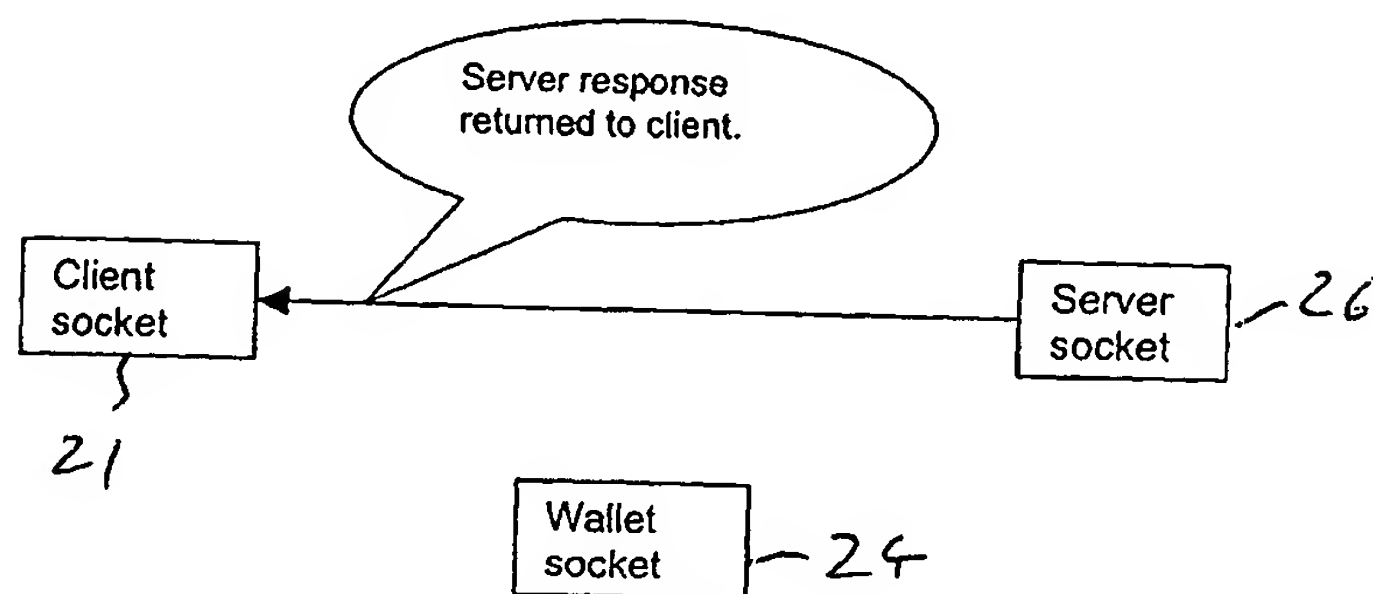 Server response
returned to client.
Client
socket
Server
socket
26
21
Wallet
socket
24